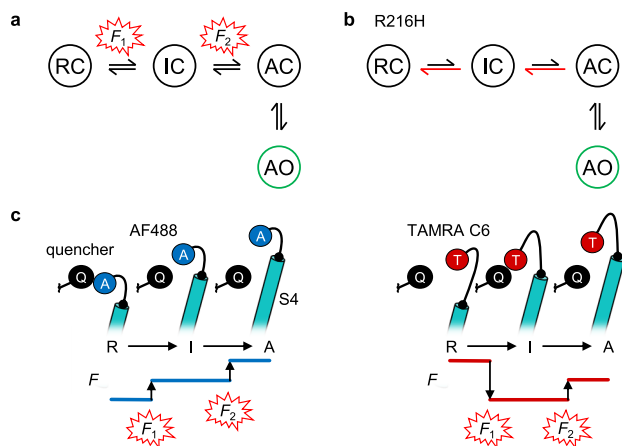 a
F1
F2
RC
IC
AC
AO
b
R216H
RC
IC
AC
AO
c
AF488
quencher
Q
A
Q
A
Q
A
S4
R
I
A
F
F1
F2
TAMRA C6
Q
T
Q
T
Q
T
R
I
A
F
F1
F2